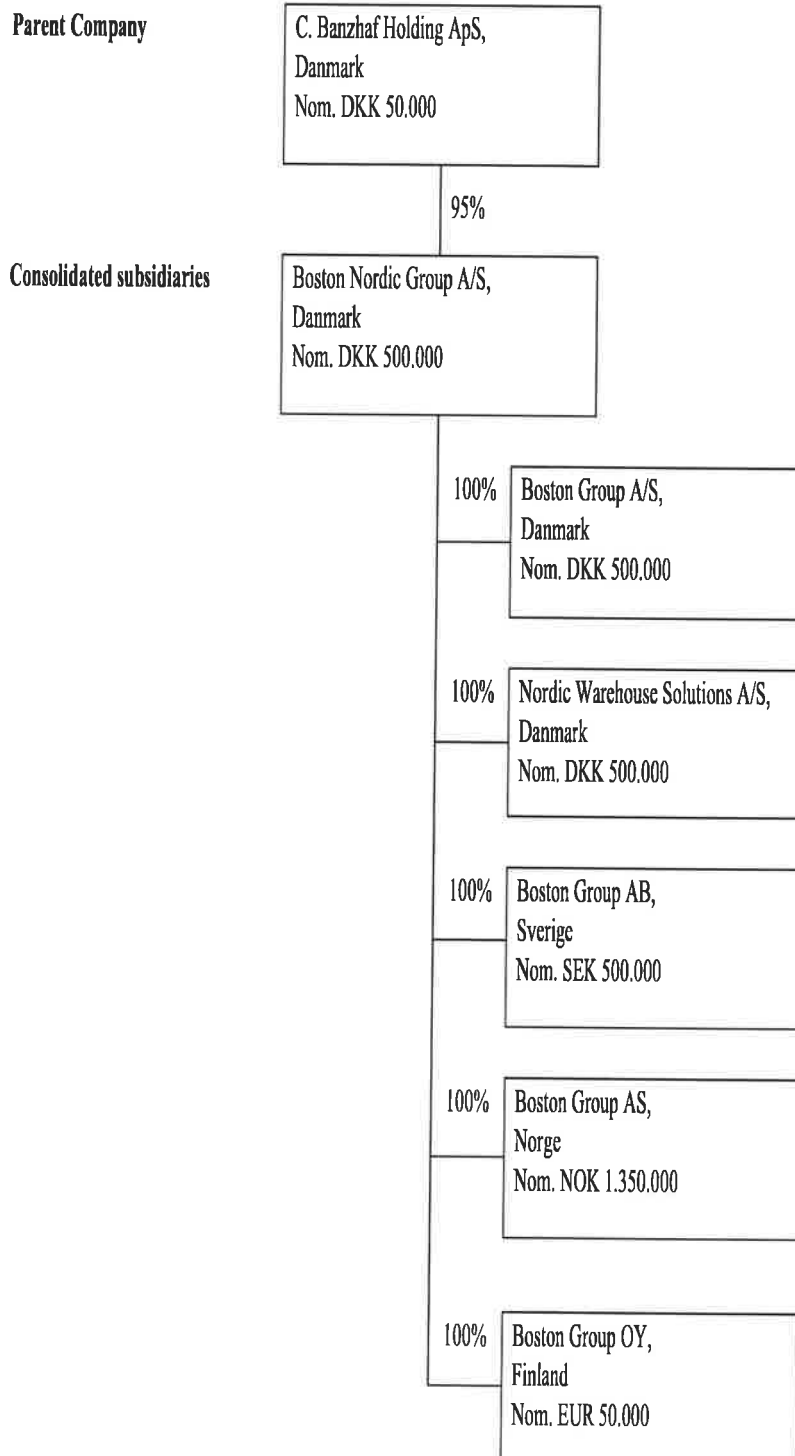 Parent Company
C. Banzhaf Holding ApS,
Danmark
Nom. DKK 50.000
95%
Consolidated subsidiaries
Boston Nordic Group A/S,
Danmark
Nom. DKK 500.000
100%
Boston Group A/S,
Danmark
Nom. DKK 500.000
100%
Nordic Warehouse Solutions A/S,
Danmark
Nom. DKK 500.000
100%
Boston Group AB,
Sverige
Nom. SEK 500.000
100%
Boston Group AS,
Norge
Nom. NOK 1.350.000
100%
Boston Group OY,
Finland
Nom. EUR 50.000